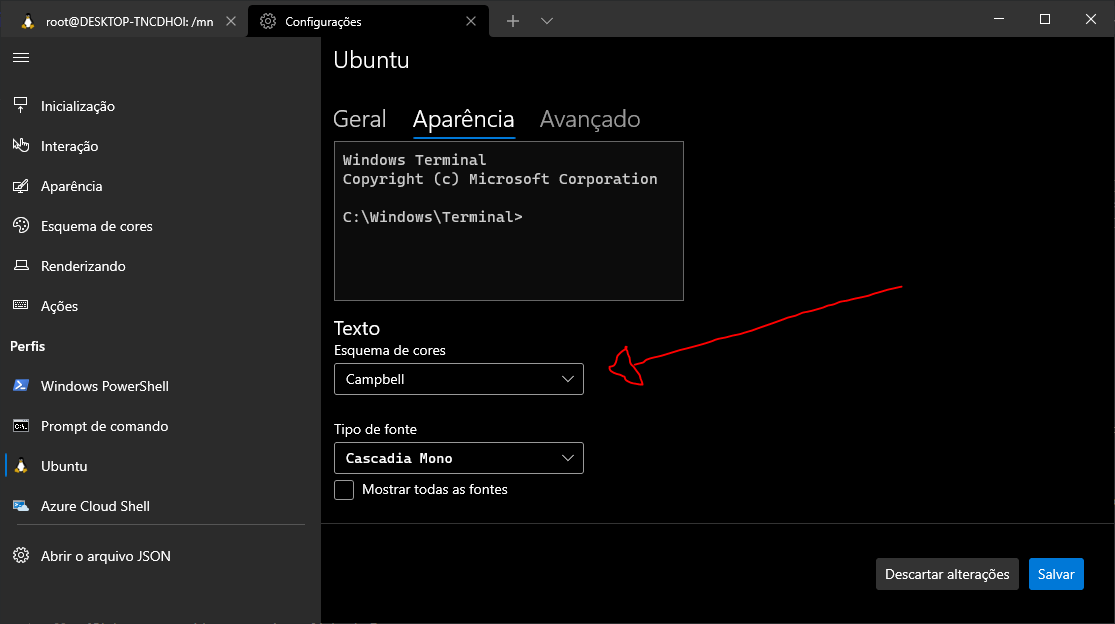 root@DESKTOP-TNCDHOI: /mn
Configurações
Inicialização
Interação
Aparência
Esquema de cores
Renderizando
Ações
Perfis
Windows PowerShell
Prompt de comando
Ubuntu
Azure Cloud Shell
Abrir o arquivo JSON
Ubuntu
Geral Aparência Avançado
Windows Terminal
Copyright (c) Microsoft Corporation
C:\Windows\Terminal>
Texto
Esquema de cores
Campbell
Tipo de fonte
Cascadia Mono
Mostrar todas as fontes
Descartar alterações Salvar